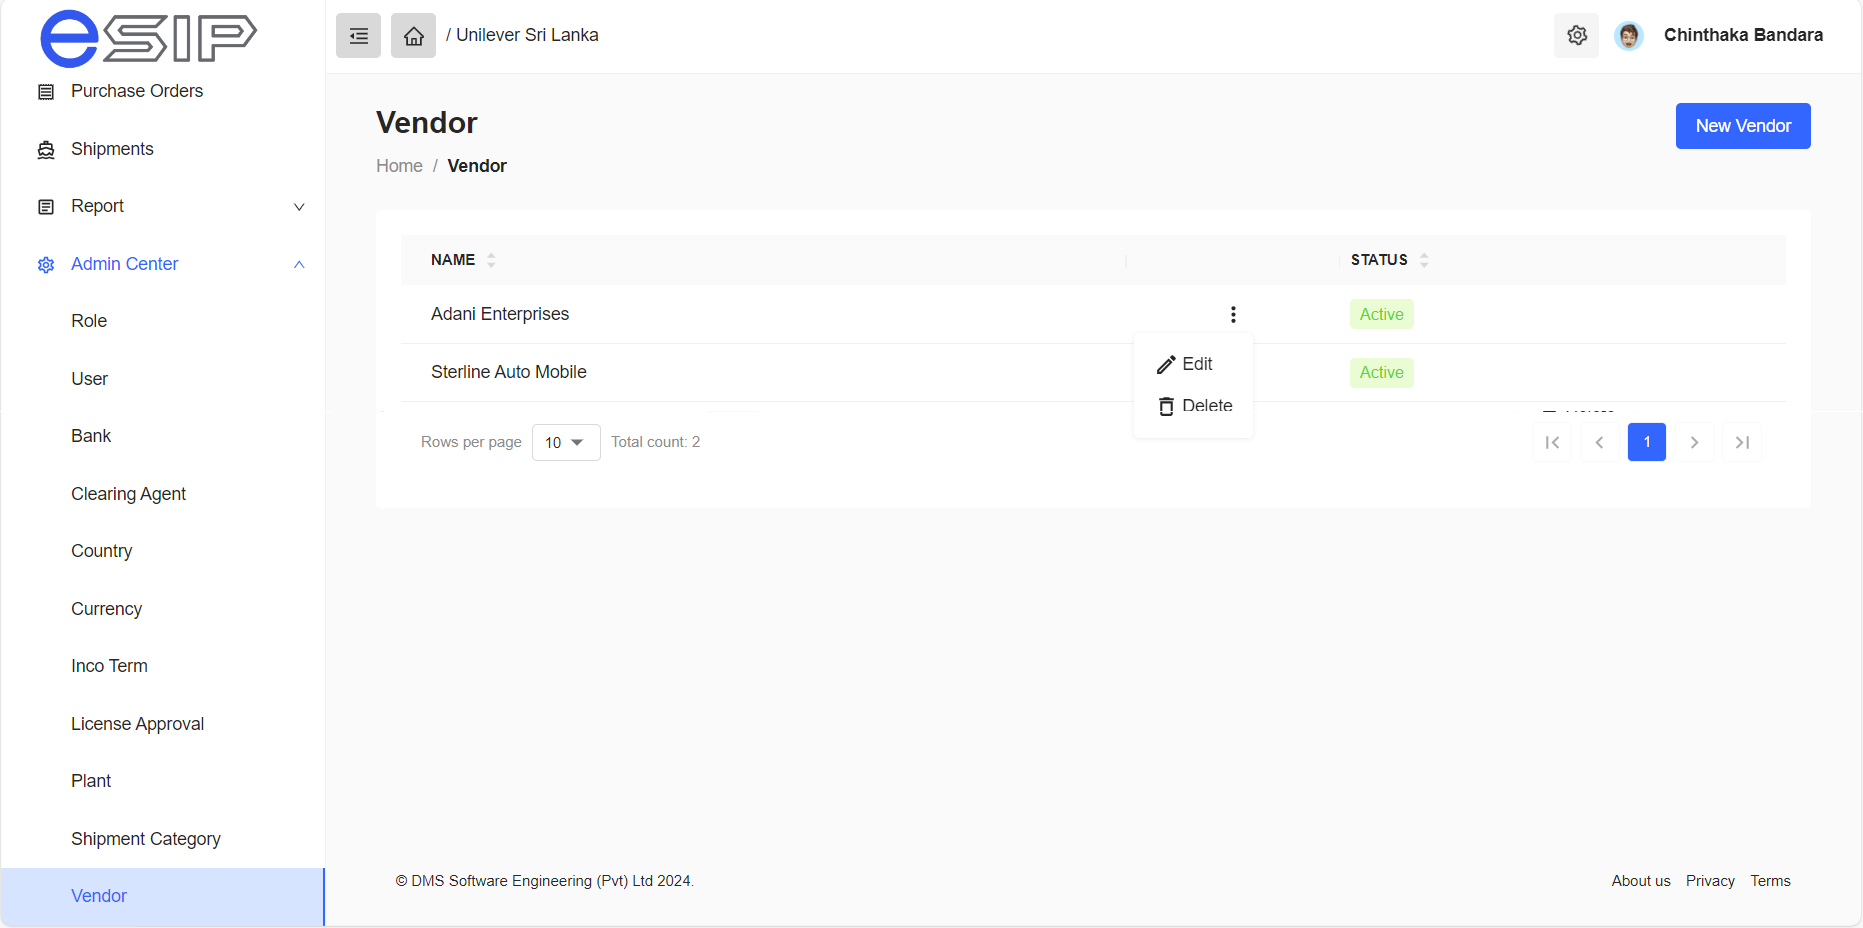 eSIP
/ Unilever Sri Lanka
Chinthaka Bandara
Purchase Orders
Shipments
Report
Admin Center
Role
User
Bank
Clearing Agent
Country
Currency
Inco Term
License Approval
Plant
Shipment Category
Vendor
Vendor
Home / Vendor
New Vendor
NAME STATUS
Adani Enterprises Active
Edit
Sterline Auto Mobile Active
Delete
Rows per page 10 Total count: 2
1
© DMS Software Engineering (Pvt) Ltd 2024.
About us Privacy Terms